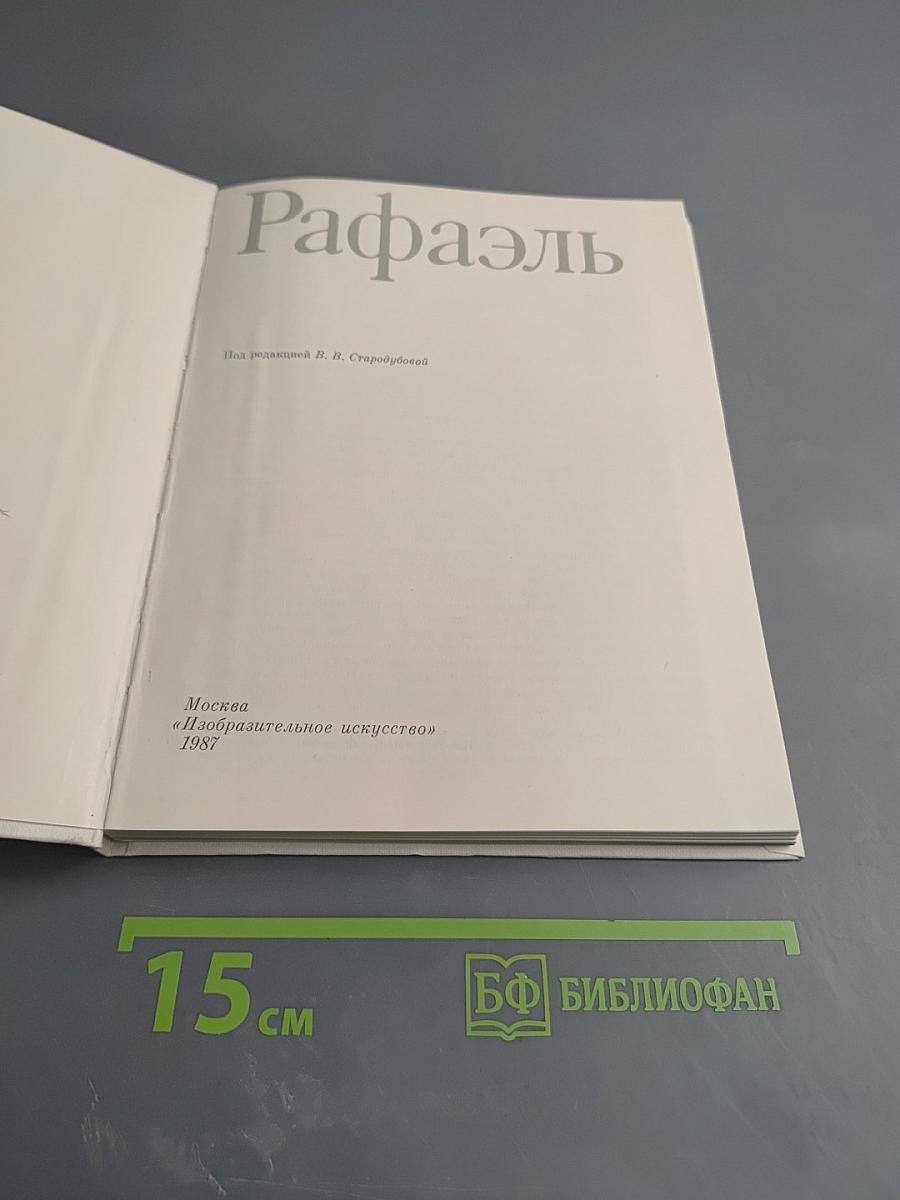 Рафаэль
Под редакцией В. В. Стародубовой
Москва
«Изобразительное искусство»
1987
15 см
БФ БИБЛИОФАН